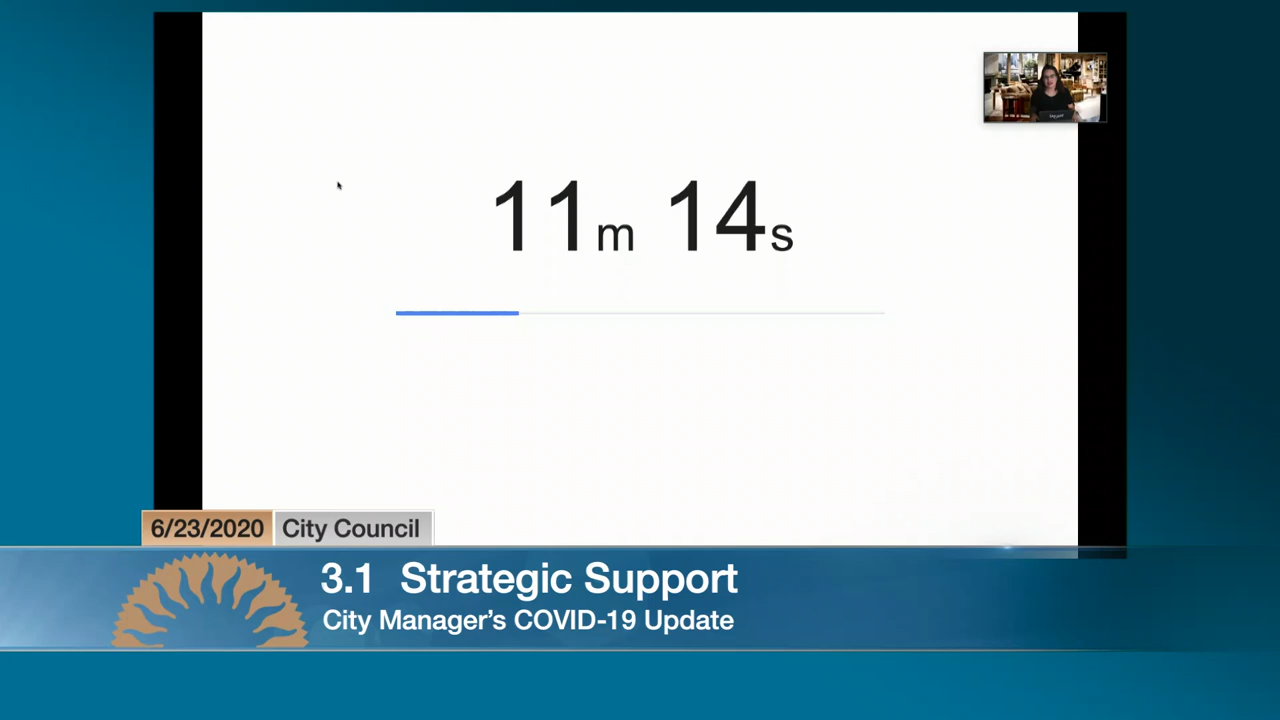 11m 14s
6/23/2020 City Council
3.1 Strategic Support
City Manager's COVID-19 Update